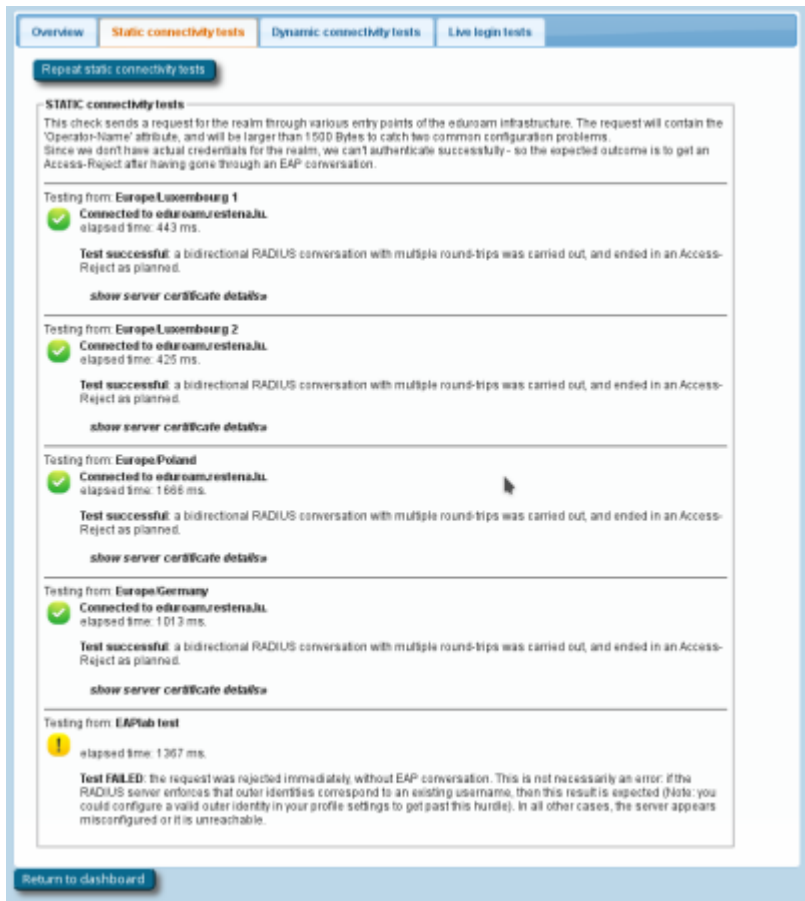 Overview
Static connectivity tests
Dynamic connectivity tests
Live login tests
Repeat static connectivity tests
STATIC connectivity tests
This check sends a request for the realm through various entry points of the eduroam infrastructure. The request will contain the
'Operator-Name' attribute, and will be larger than 1500 Bytes to catch two common configuration problems.
Since we don't have actual credentials for the realm, we can't authenticate successfully - so the expected outcome is to get an
Access-Reject after having gone through an EAP conversation.
Testing from: Europe/Luxembourg 1
Connected to eduroam.restena.lu.
elapsed time: 443 ms.
Test successful: a bidirectional RADIUS conversation with multiple round-trips was carried out, and ended in an Access-
Reject as planned.
show server certificate details»
Testing from: Europe/Luxembourg 2
Connected to eduroam.restena.lu.
elapsed time: 425 ms.
Test successful: a bidirectional RADIUS conversation with multiple round-trips was carried out, and ended in an Access-
Reject as planned.
show server certificate details»
Testing from: Europe/Poland
Connected to eduroam.restena.lu.
elapsed time: 1666 ms.
Test successful: a bidirectional RADIUS conversation with multiple round-trips was carried out, and ended in an Access-
Reject as planned.
show server certificate details»
Testing from: Europe/Germany
Connected to eduroam.restena.lu.
elapsed time: 1013 ms.
Test successful: a bidirectional RADIUS conversation with multiple round-trips was carried out, and ended in an Access-
Reject as planned.
show server certificate details»
Testing from: EAPlab test
elapsed time: 1367 ms.
Test FAILED: the request was rejected immediately, without EAP conversation. This is not necessarily an error: if the
RADIUS server enforces that outer identities correspond to an existing username, then this result is expected (Note: you
could configure a valid outer identity in your profile settings to get past this hurdle). In all other cases, the server appears
misconfigured or it is unreachable.
Return to dashboard